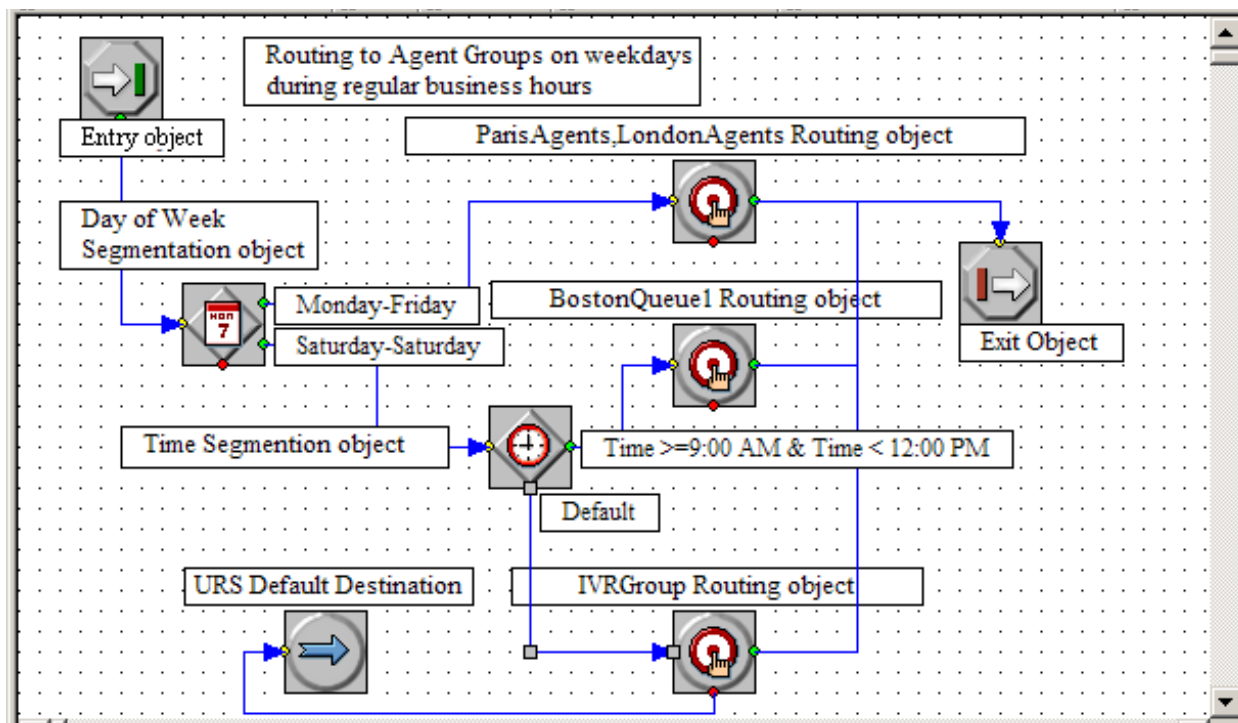 Routing to Agent Groups on weekdays
during regular business hours
Entry object
ParisAgents,LondonAgents Routing object
Day of Week
Segmentation object
HON
7
Monday-Friday
BostonQueue1 Routing object
Saturday-Saturday
Exit Object
Time Segmention object
Time >=9:00 AM & Time < 12:00 PM
Default
URS Default Destination
IVRGroup Routing object